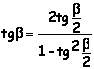 tgβ = 2tg β/2 / 1 - tg² β/2